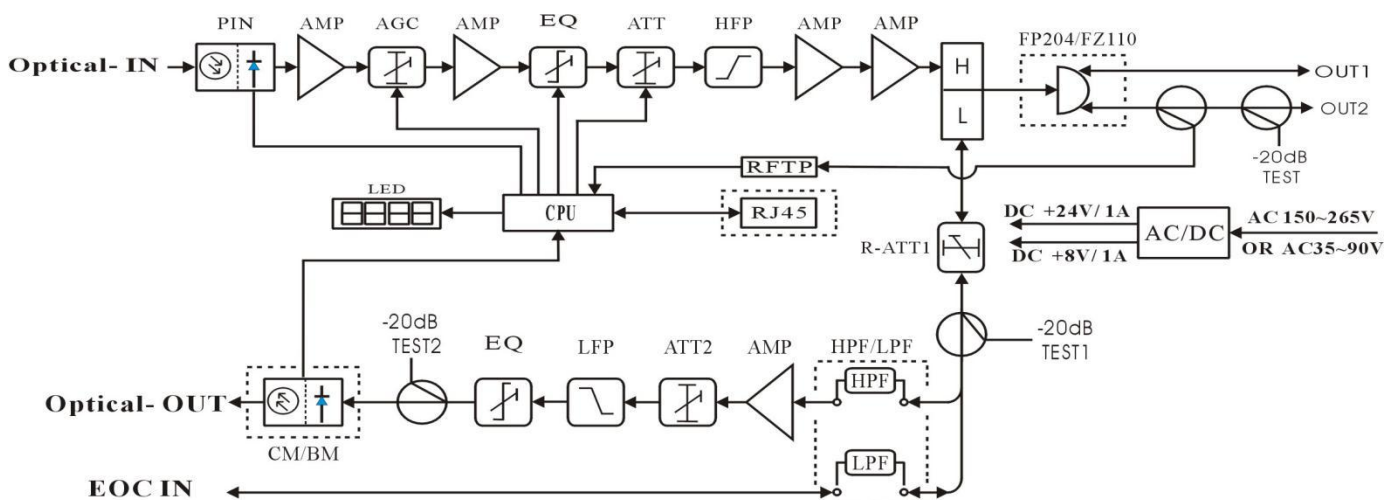 PIN
AMP
AGC
AMP
EQ
ATT
HFP
AMP
AMP
FP204/FZ110
Optical- IN
H
L
OUT1
OUT2
-20dB
TEST
RFTP
LED
CPU
RJ45
R-ATT1
DC +24V/1A
DC +8V/1A
AC/DC
AC150~265V
OR AC35~90V
-20dB
TEST2
EQ
LFP
ATT2
AMP
HPF/LPF
HPF
-20dB
TEST1
Optical- OUT
CM/BM
LPF
EOC IN